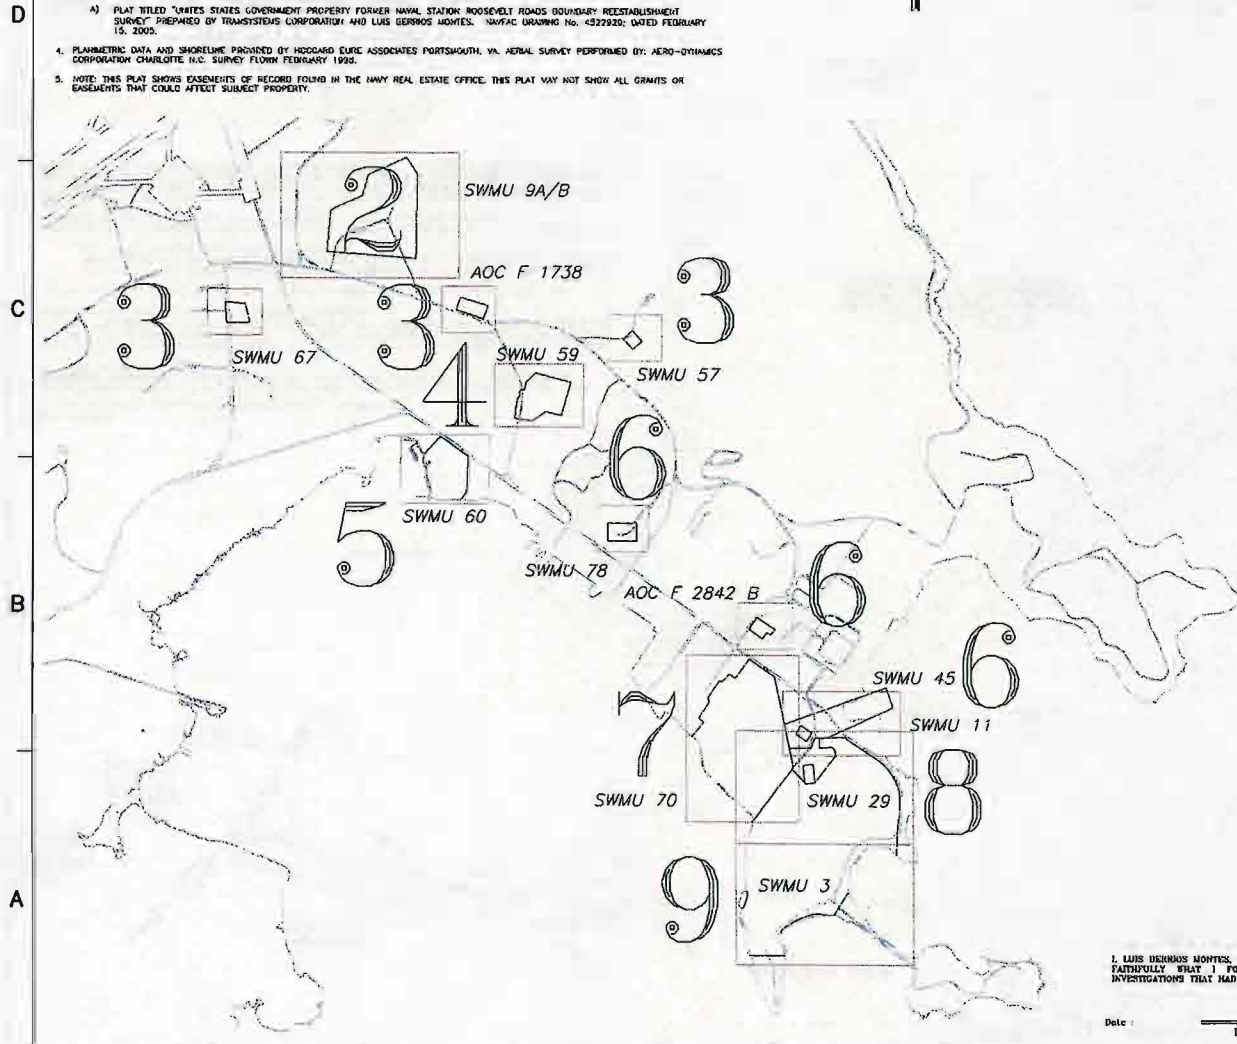 D
A) PLAT TITLED "UNITES STATES GOVERNMENT PROPERTY FORMER NAVAL STATION ROOSEVELT ROADS BOUNDARY REESTABLISHMENT
SURVEY" PREPARED BY TRANSYSTEMS CORPORATION AND LUIS BERRIOS MONTES. NAVFAC DRAWING No. 4322920; DATED FEBRUARY
15, 2005.
4. PLANIMETRIC DATA AND SHORELINE PROVIDED BY HOGGARD EURE ASSOCIATES PORTSMOUTH, VA. AERIAL SURVEY PERFORMED BY: AERO-DYNAMICS
CORPORATION CHARLOTTE N.C. SURVEY FLOWN FEBRUARY 1998.
5. NOTE: THIS PLAT SHOWS EASEMENTS OF RECORD FOUND IN THE NAVY REAL ESTATE OFFICE. THIS PLAT MAY NOT SHOW ALL GRANTS OR
EASEMENTS THAT COULD AFFECT SUBJECT PROPERTY.
2
SWMU 9A/B
AOC F 1738
C
3
3
3
SWMU 67
SWMU 59
SWMU 57
4
6
5
SWMU 60
SWMU 78
6
B
AOC F 2842 B
6
SWMU 45
7
SWMU 11
SWMU 70
SWMU 29
8
A
9
SWMU 3
I, LUIS BERRIOS MONTES,
FAITHFULLY WHAT I FO
INVESTIGATIONS THAT HAD
Date :